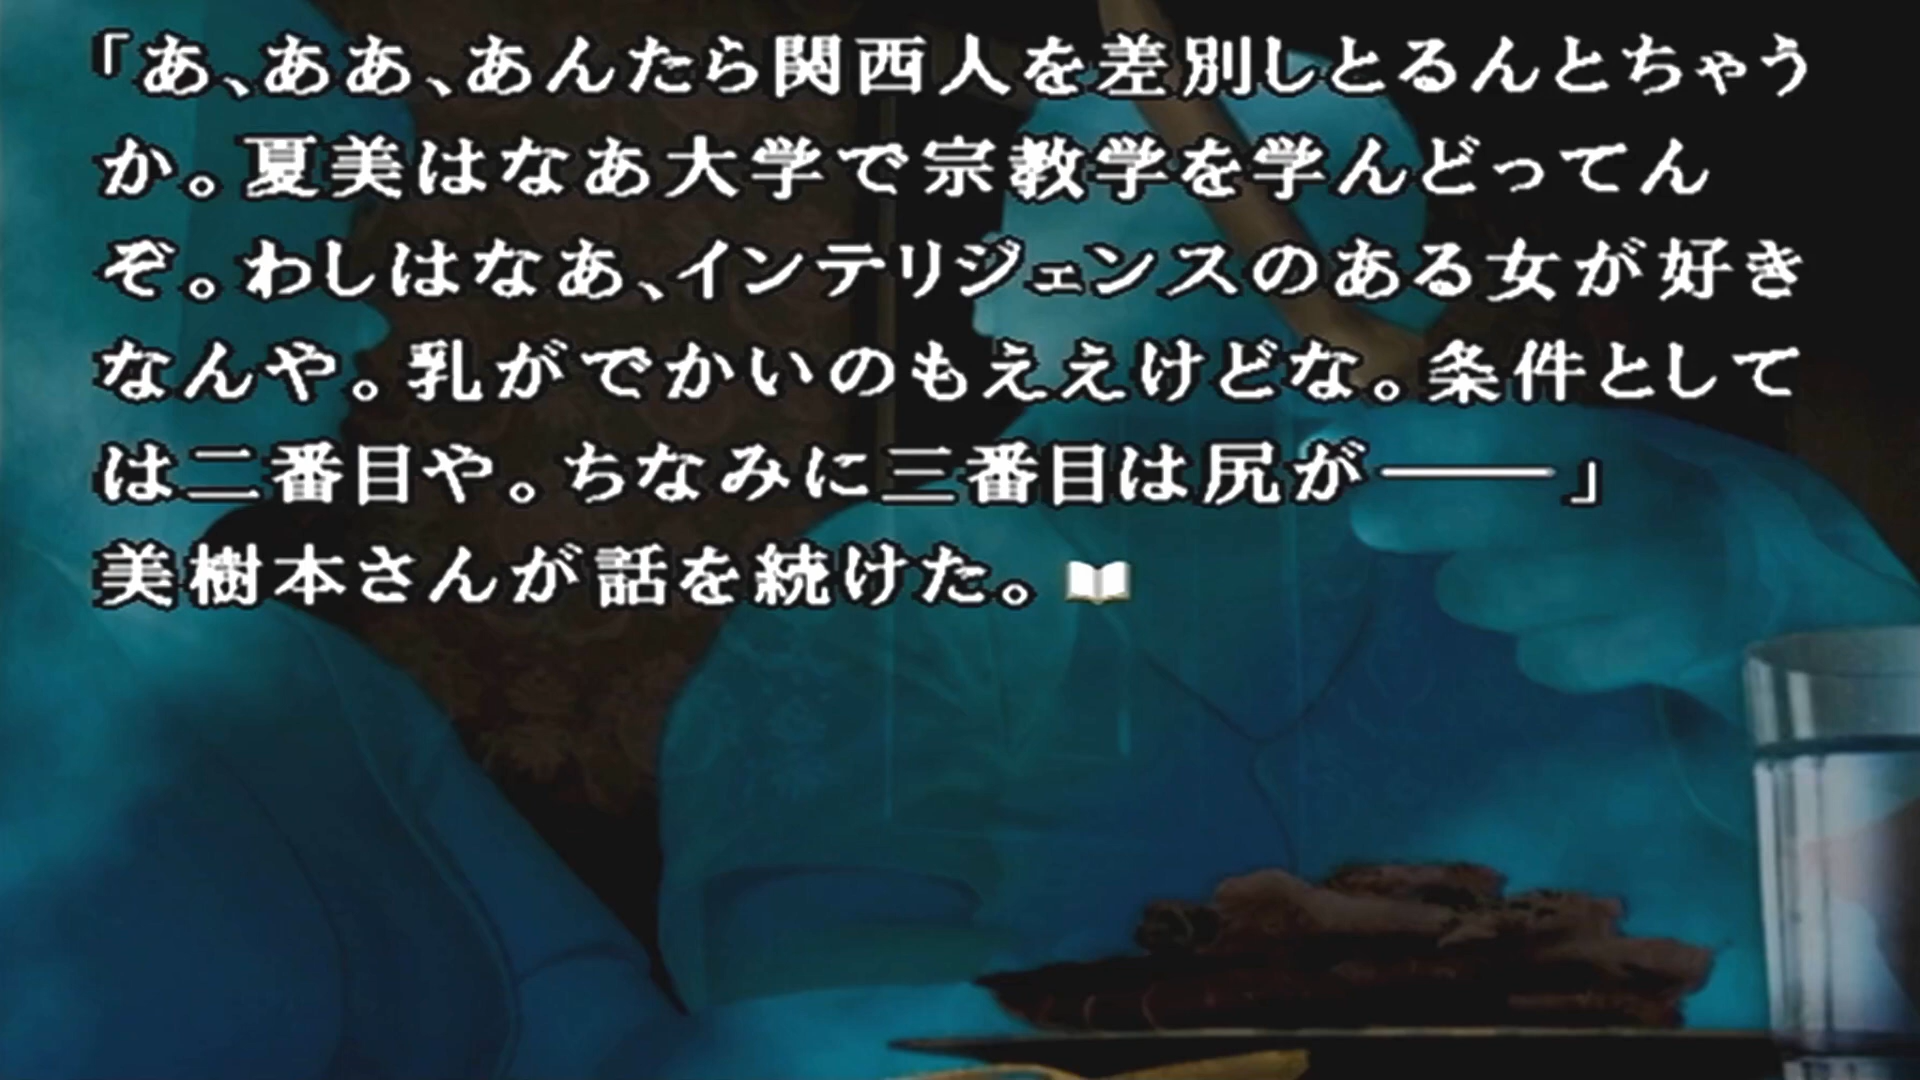 「あ、ああ、あんたら関西人を差別しとるんとちゃう
か。夏美はなあ大学で宗教学を学んどってん
ぞ。わしはなあ、インテリジェンスのある女が好き
なんや。乳がでかいのもええけどな。条件として
は二番目や。ちなみに三番目は尻が――」
美樹本さんが話を続けた。